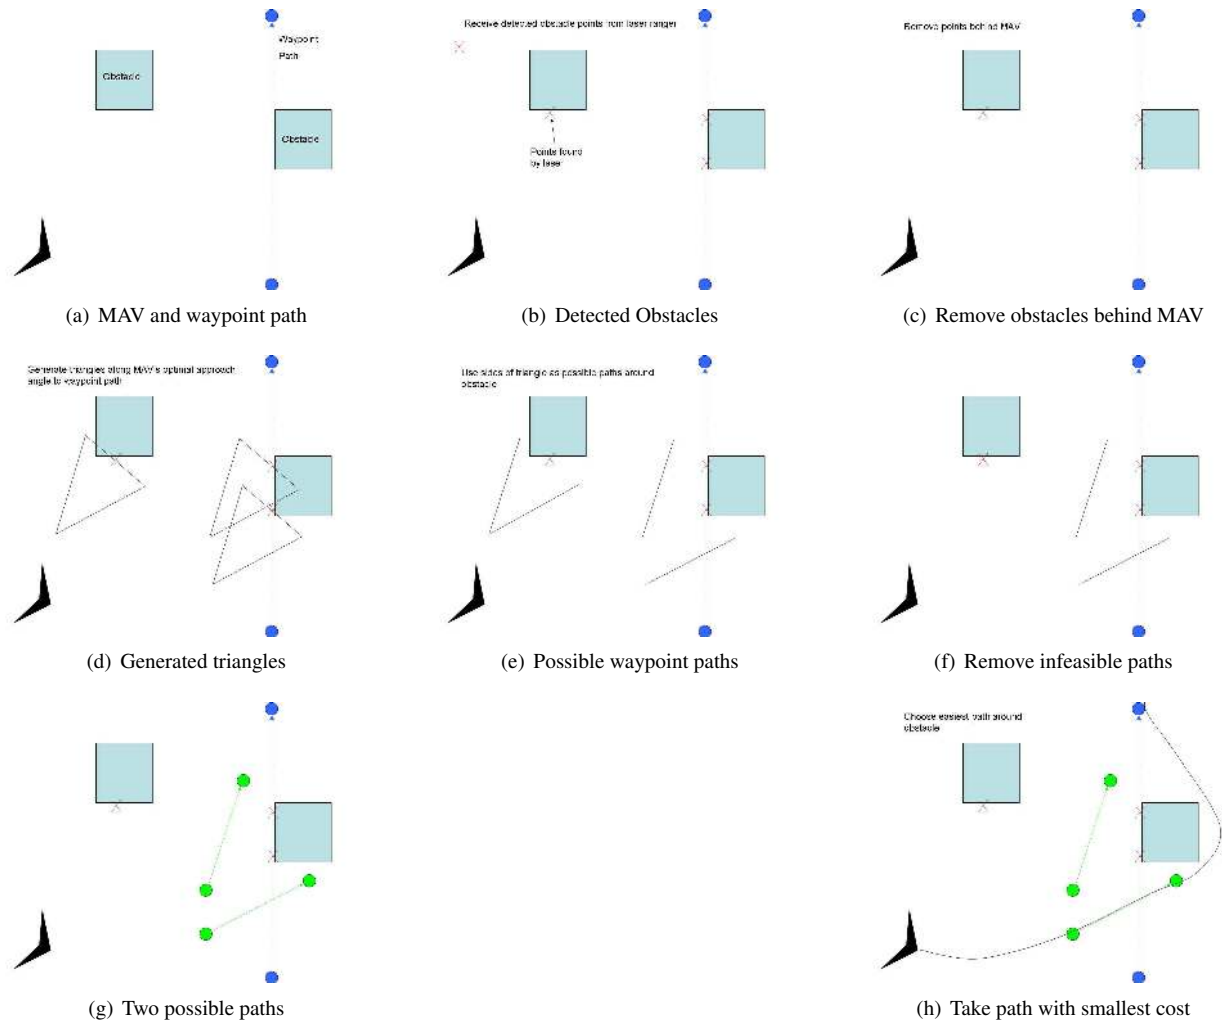 Waypoint
Path
Obstacle
Obstacle
(a) MAV and waypoint path
Receive detected obstacle points from laser ranger
Points found
by laser
(b) Detected Obstacles
Remove points behind MAV
(c) Remove obstacles behind MAV
Generate triangles along MAV's optimal approach
angle to waypoint path
(d) Generated triangles
Use sides of triangle as possible paths around
obstacle
(e) Possible waypoint paths
(f) Remove infeasible paths
(g) Two possible paths
Choose easiest path around
obstacle
(h) Take path with smallest cost